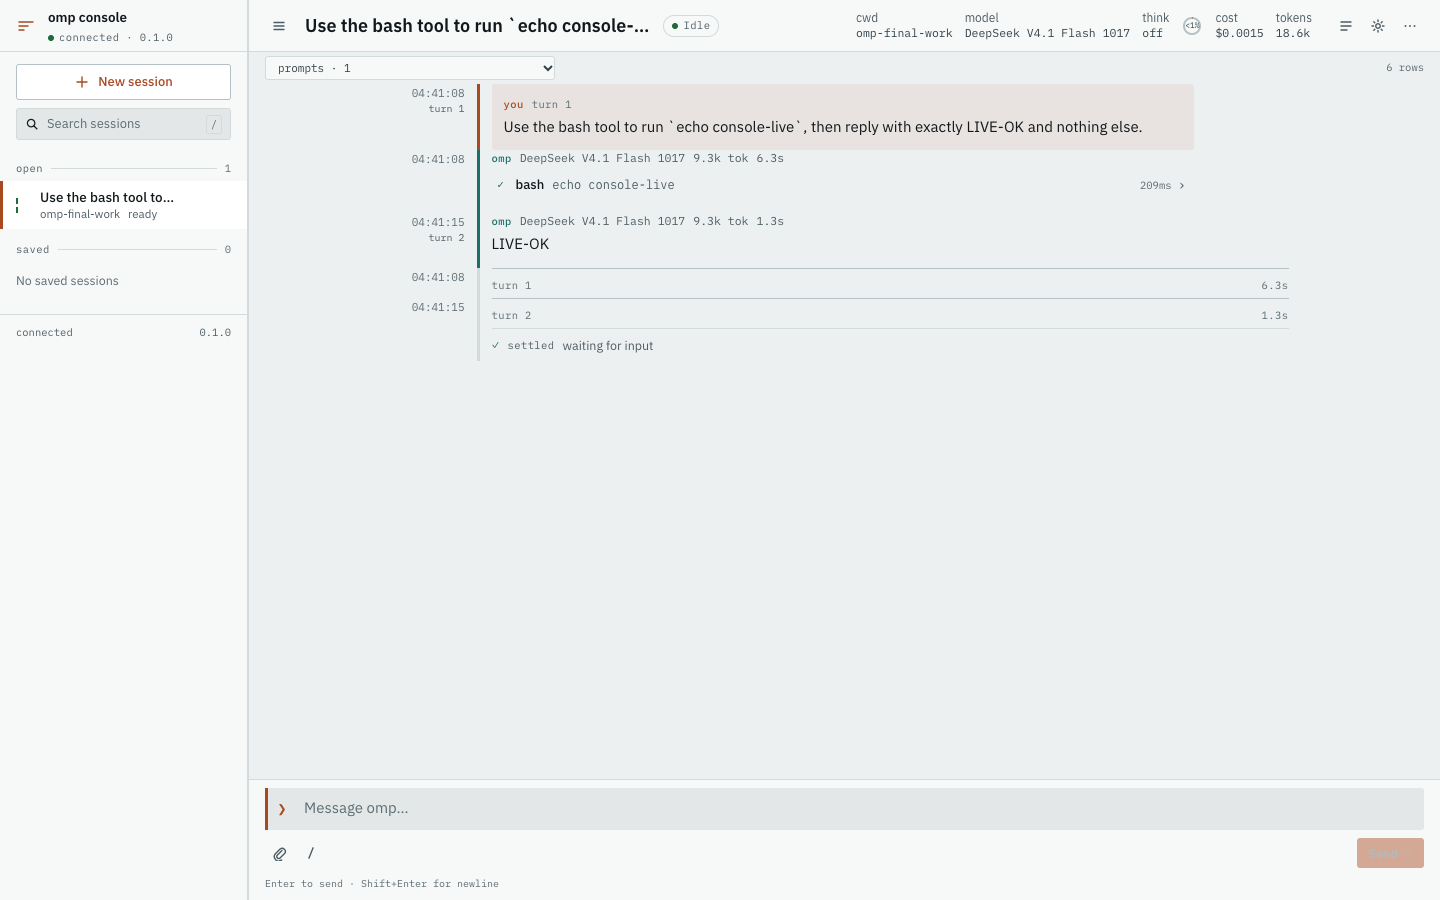 omp console
connected · 0.1.0
New session
Search sessions /
open 1
Use the bash tool to...
omp-final-work ready
saved 0
No saved sessions
connected 0.1.0
Use the bash tool to run `echo console-... Idle
cwd model think <1% cost tokens
omp-final-work DeepSeek V4.1 Flash 1017 off $0.0015 18.6k
prompts · 1 6 rows
04:41:08 you turn 1
turn 1
Use the bash tool to run `echo console-live`, then reply with exactly LIVE-OK and nothing else.
04:41:08 omp DeepSeek V4.1 Flash 1017 9.3k tok 6.3s
✓ bash echo console-live 209ms ›
04:41:15 omp DeepSeek V4.1 Flash 1017 9.3k tok 1.3s
turn 2
LIVE-OK
04:41:08
turn 1 6.3s
04:41:15
turn 2 1.3s
✓ settled waiting for input
❯ Message omp...
/ Send
Enter to send · Shift+Enter for newline